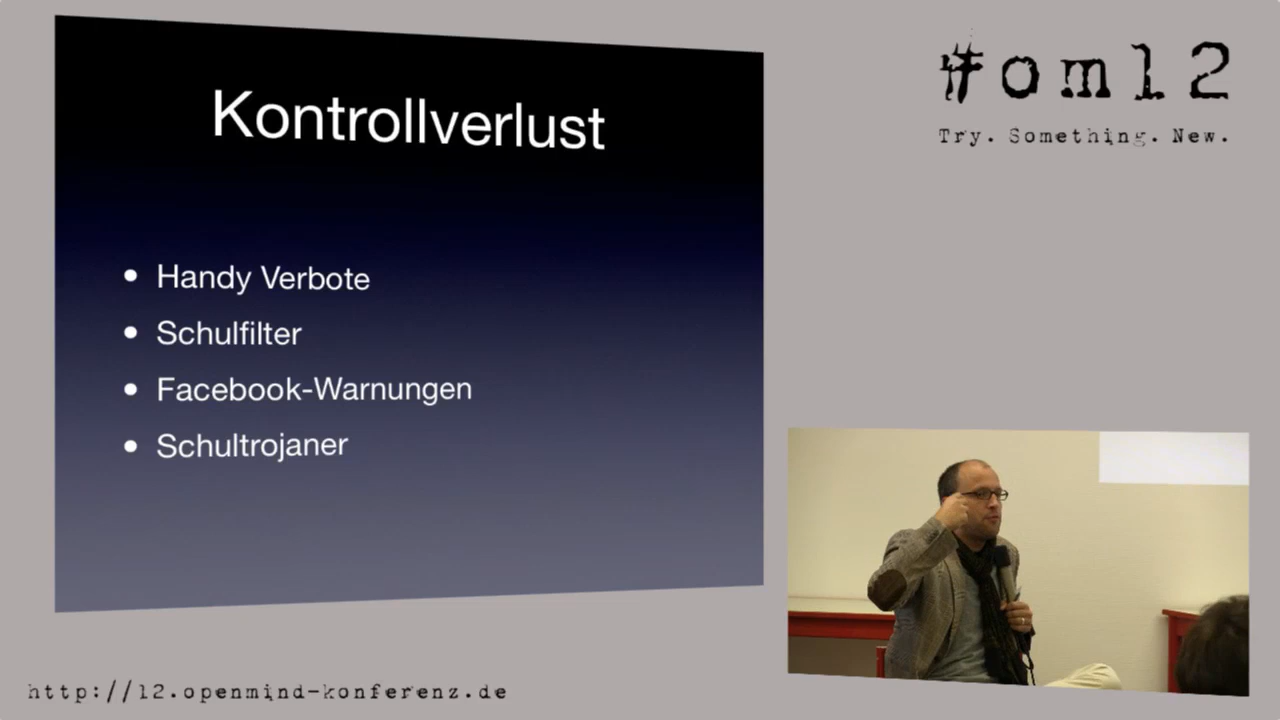 Kontrollverlust
• Handy Verbote
• Schulfilter
• Facebook-Warnungen
• Schultrojaner
#om12
Try. Something. New.
http://12.openmind-konferenz.de